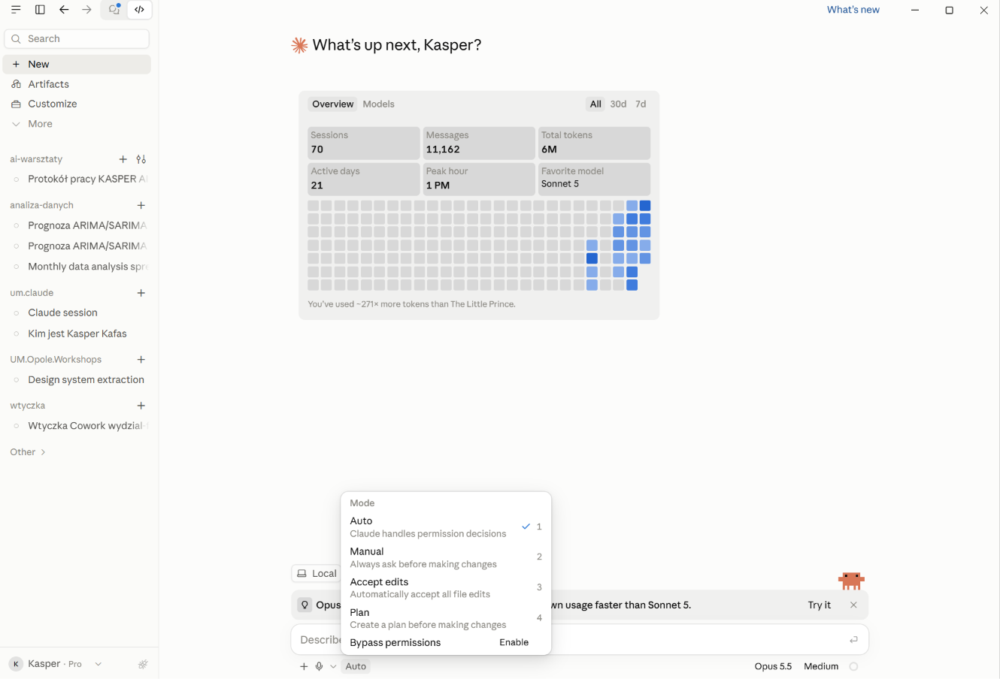 What's new
Search
New
Artifacts
Customize
More
ai-warsztaty
Protokół pracy KASPER A
analiza-danych
Prognoza ARIMA/SARIMA
Prognoza ARIMA/SARIMA
Monthly data analysis spre
um.claude
Claude session
Kim jest Kasper Kafas
UM.Opole.Workshops
Design system extraction
wtyczka
Wtyczka Cowork wydzial-
Other
K Kasper · Pro
What's up next, Kasper?
Overview Models All 30d 7d
Sessions Messages Total tokens
70 11,162 6M
Active days Peak hour Favorite model
21 1 PM Sonnet 5
You've used ~271× more tokens than The Little Prince.
Mode
Auto
Claude handles permission decisions
1
Manual
Always ask before making changes
2
Accept edits
Automatically accept all file edits
3
Plan
Create a plan before making changes
4
Bypass permissions Enable
Local
Opus wn usage faster than Sonnet 5. Try it
Describe
Auto Opus 5.5 Medium